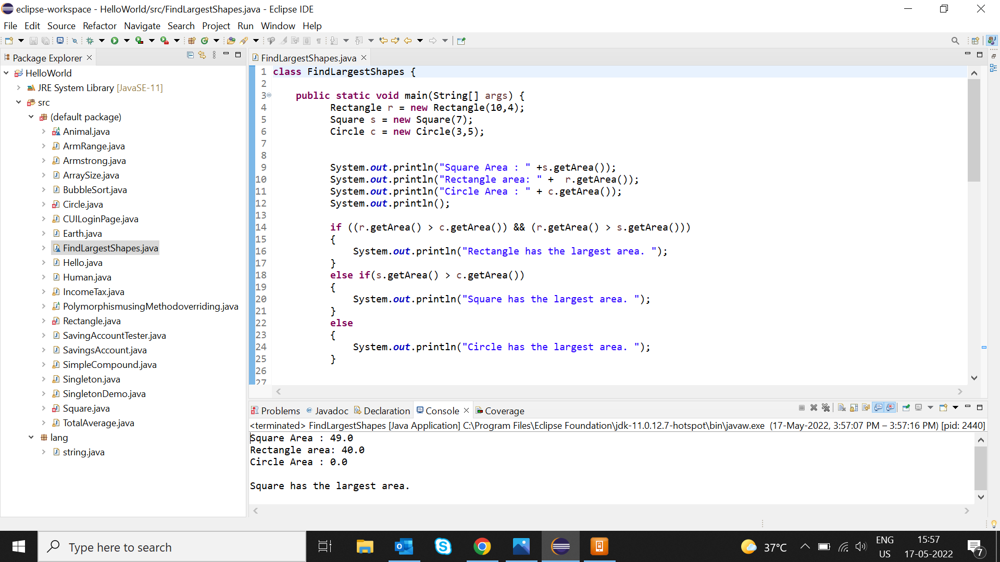 eclipse-workspace - HelloWorld/src/FindLargestShapes.java - Eclipse IDE
File Edit Source Refactor Navigate Search Project Run Window Help
Package Explorer
HelloWorld
JRE System Library [JavaSE-11]
src
(default package)
Animal.java
ArmRange.java
Armstrong.java
ArraySize.java
BubbleSort.java
Circle.java
CUILoginPage.java
Earth.java
FindLargestShapes.java
Hello.java
Human.java
IncomeTax.java
PolymorphismusingMethodoverriding.java
Rectangle.java
SavingAccountTester.java
SavingsAccount.java
SimpleCompound.java
Singleton.java
SingletonDemo.java
Square.java
TotalAverage.java
lang
string.java
FindLargestShapes.java
1 class FindLargestShapes {
2
3 public static void main(String[] args) {
4 Rectangle r = new Rectangle(10,4);
5 Square s = new Square(7);
6 Circle c = new Circle(3,5);
7
8
9 System.out.println("Square Area : " +s.getArea());
10 System.out.println("Rectangle area: " +  r.getArea());
11 System.out.println("Circle Area : " + c.getArea());
12 System.out.println();
13
14 if ((r.getArea() > c.getArea()) && (r.getArea() > s.getArea()))
15 {
16 System.out.println("Rectangle has the largest area. ");
17 }
18 else if(s.getArea() > c.getArea())
19 {
20 System.out.println("Square has the largest area. ");
21 }
22 else
23 {
24 System.out.println("Circle has the largest area. ");
25 }
26
27
Problems Javadoc Declaration Console Coverage
<terminated> FindLargestShapes [Java Application] C:\Program Files\Eclipse Foundation\jdk-11.0.12.7-hotspot\bin\javaw.exe (17-May-2022, 3:57:07 PM – 3:57:16 PM) [pid: 2440]
Square Area : 49.0
Rectangle area: 40.0
Circle Area : 0.0
Square has the largest area.
Type here to search
37°C
ENG
US
15:57
17-05-2022
7